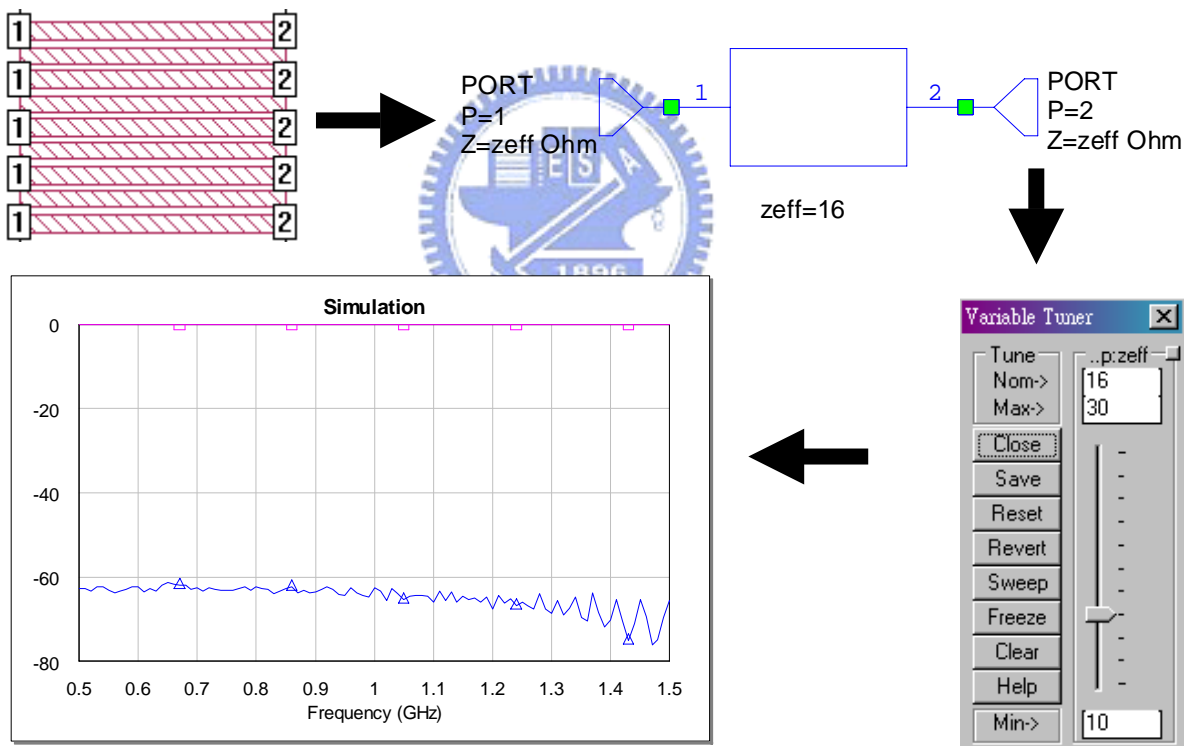 1 2
1 2
1 2
1 2
1 2
PORT
P=1
Z=zeff Ohm
1
2
PORT
P=2
Z=zeff Ohm
zeff=16
E S A
1896
Simulation
0
-20
-40
-60
-80
0.5 0.6 0.7 0.8 0.9 1 1.1 1.2 1.3 1.4 1.5
Frequency (GHz)
Variable Tuner
Tune
..p:zeff
Nom-> 16
Max-> 30
Close
Save
Reset
Revert
Sweep
Freeze
Clear
Help
Min-> 10